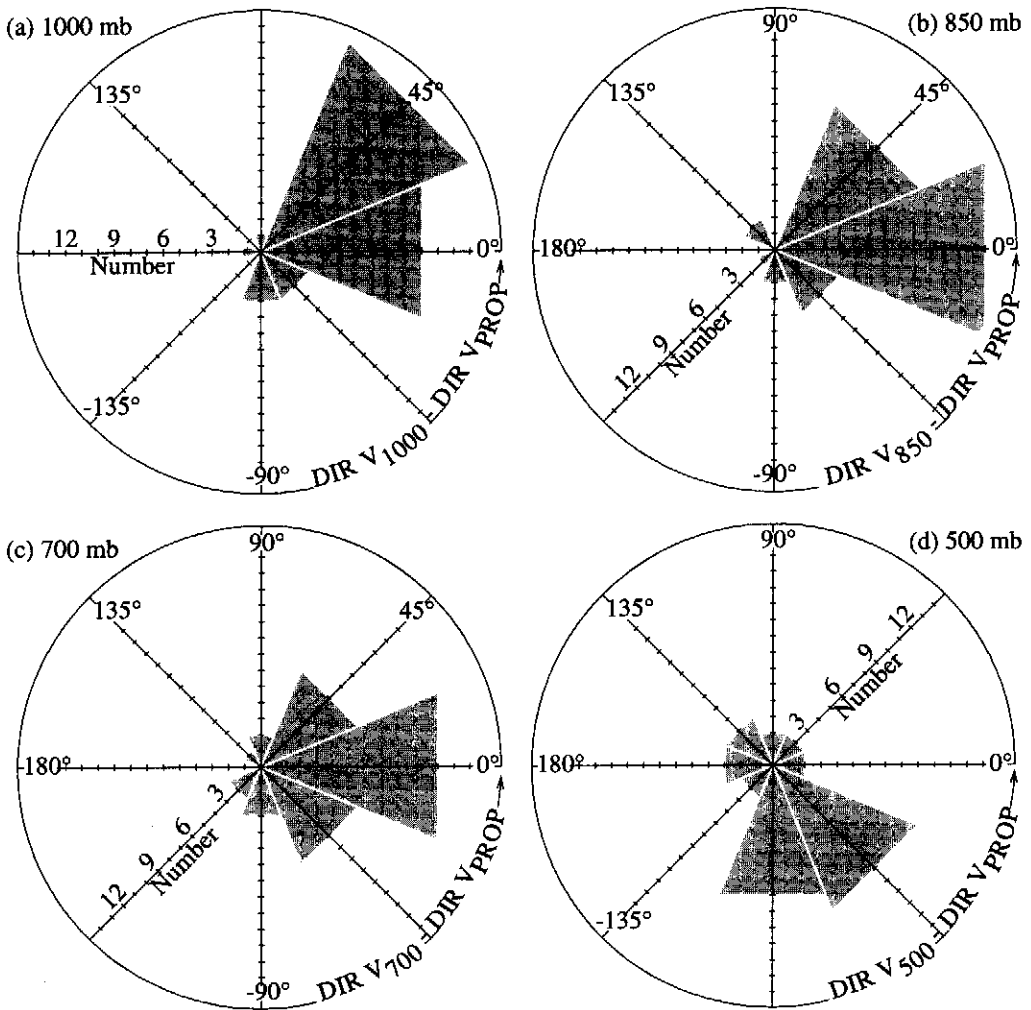 (a) 1000 mb
135°
45°
12 9 6 3
Number
0°
-135°
-90°
DIR V1000 - DIR VPROP
(b) 850 mb
90°
135°
45°
-180°
0°
3
6
9
12
Number
-90°
DIR V850 - DIR VPROP
(c) 700 mb
90°
135°
45°
-180°
0°
3
6
9
12
Number
-90°
DIR V700 - DIR VPROP
(d) 500 mb
90°
135°
12
9
6
3
Number
-180°
0°
-135°
DIR V500 - DIR VPROP